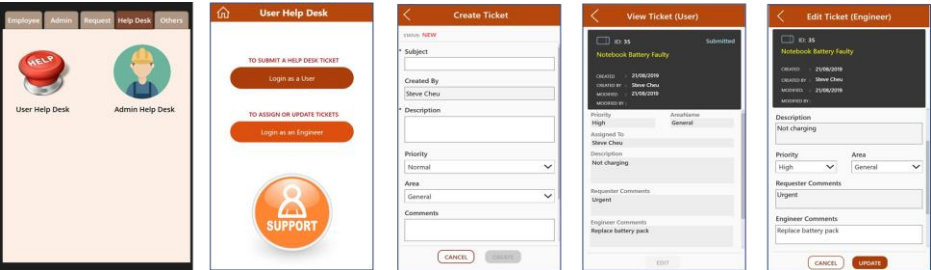 Employee Admin Request Help Desk Others
HELP
User Help Desk Admin Help Desk
User Help Desk
TO SUBMIT A HELP DESK TICKET
Login as a User
TO ASSIGN OR UPDATE TICKETS
Login as an Engineer
SUPPORT
Create Ticket
STATUS: NEW
* Subject
Created By
Steve Cheu
* Description
Priority
Normal
Area
General
Comments
CANCEL CREATE
View Ticket (User)
ID: 35 Submitted
Notebook Battery Faulty
CREATED : 21/08/2019
CREATED BY : Steve Cheu
MODIFIED : 21/08/2019
MODIFIED BY :
Priority AreaName
High General
Assigned To
Steve Cheu
Description
Not charging
Requester Comments
Urgent
Engineer Comments
Replace battery pack
EDIT
Edit Ticket (Engineer)
ID: 35
Notebook Battery Faulty
CREATED : 21/08/2019
CREATED BY : Steve Cheu
MODIFIED : 21/08/2019
MODIFIED BY :
Description
Not charging
Priority Area
High General
Requester Comments
Urgent
Engineer Comments
Replace battery pack
CANCEL UPDATE